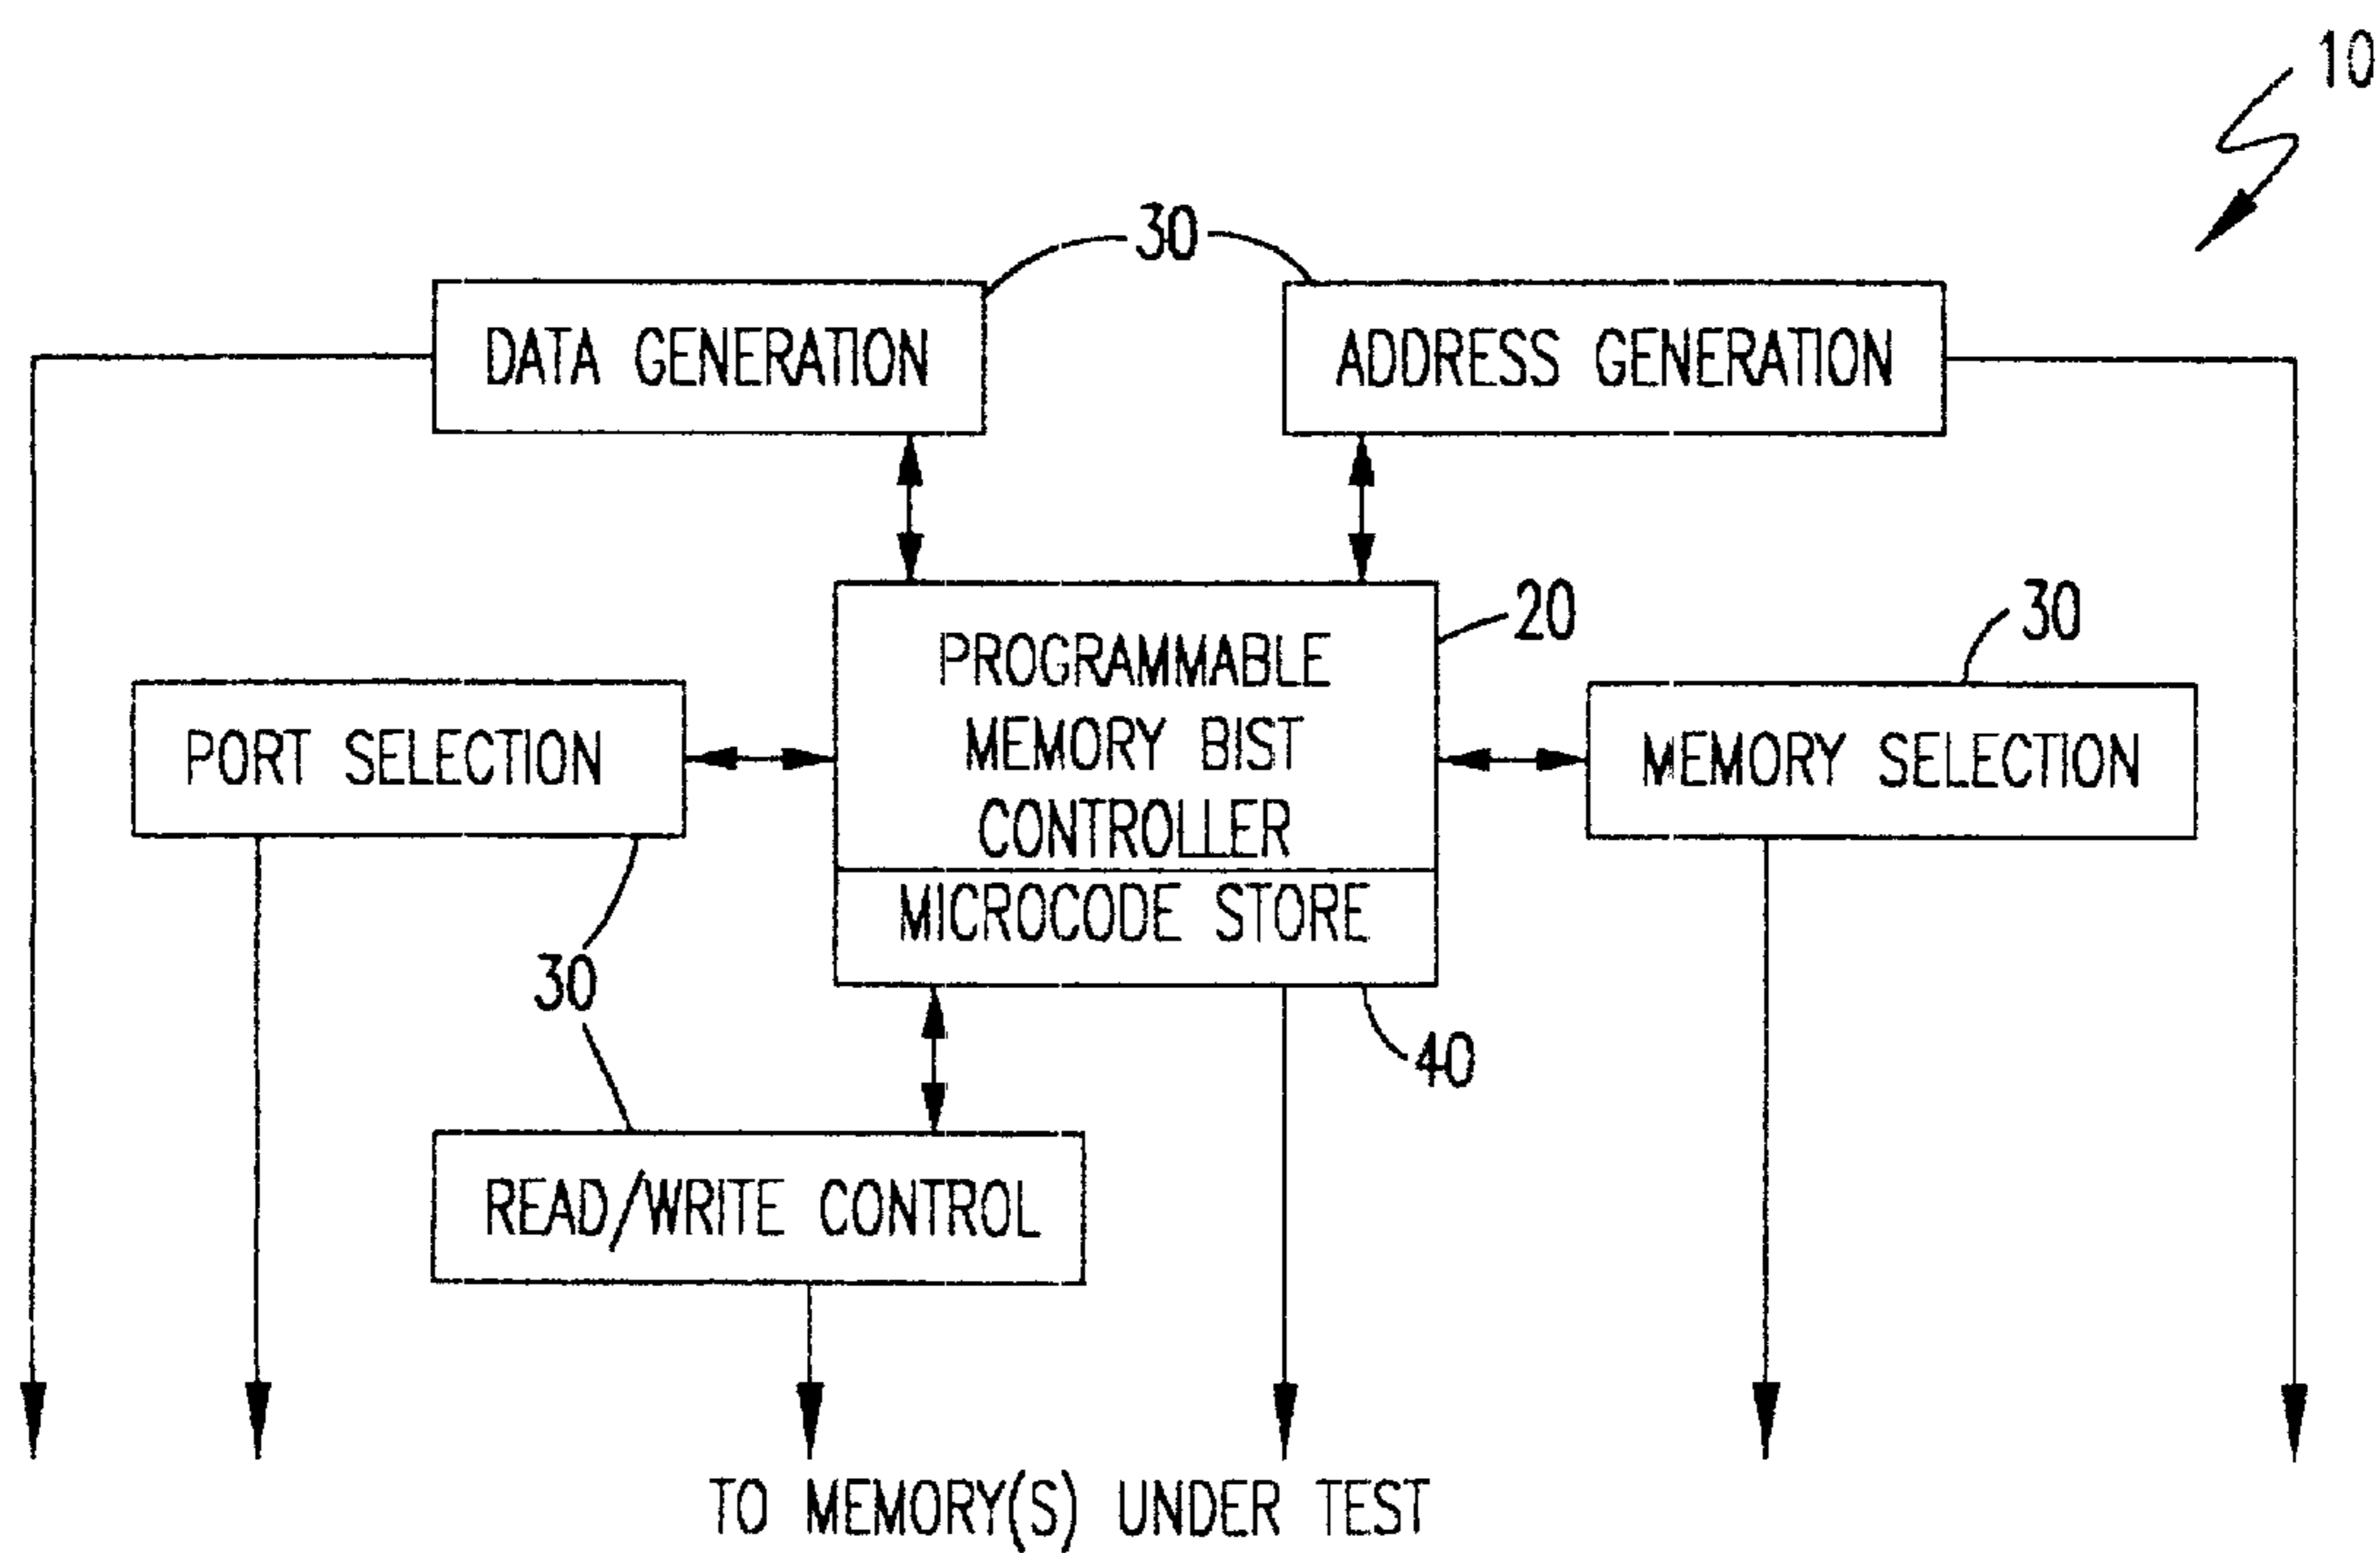 10
30
DATA GENERATION
ADDRESS GENERATION
20
30
PROGRAMMABLE
MEMORY BIST
CONTROLLER
PORT SELECTION
MEMORY SELECTION
MICROCODE STORE
30
40
READ/WRITE CONTROL
TO MEMORY(S) UNDER TEST